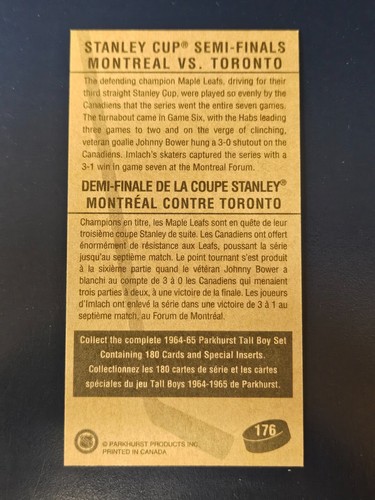 STANLEY CUP® SEMI-FINALS
MONTREAL VS. TORONTO
The defending champion Maple Leafs, driving for their
third straight Stanley Cup, were played so evenly by the
Canadiens that the series went the entire seven games.
The turnabout came in Game Six, with the Habs leading
three games to two and on the verge of clinching,
veteran goalie Johnny Bower hung a 3-0 shutout on the
Canadiens. Imlach's skaters captured the series with a
3-1 win in game seven at the Montreal Forum.
DEMI-FINALE DE LA COUPE STANLEY®
MONTRÉAL CONTRE TORONTO
Champions en titre, les Maple Leafs sont en quête de leur
troisième coupe Stanley de suite. Les Canadiens ont offert
énormément de résistance aux Leafs, poussant la série
jusqu'au septième match. Le point tournant s'est produit
à la sixième partie quand le vétéran Johnny Bower a
blanchi au compte de 3 à 0 les Canadiens qui menaient
trois parties à deux, à une victoire de la finale. Les joueurs
d'Imlach ont enlevé la série dans une victoire de 3 à 1 au
septième match, au Forum de Montréal.
Collect the complete 1964-65 Parkhurst Tall Boy Set
Containing 180 Cards and Special Inserts.
Collectionnez les 180 cartes de série et les cartes
spéciales du jeu Tall Boys 1964-1965 de Parkhurst.
© PARKHURST PRODUCTS INC.
PRINTED IN CANADA
176